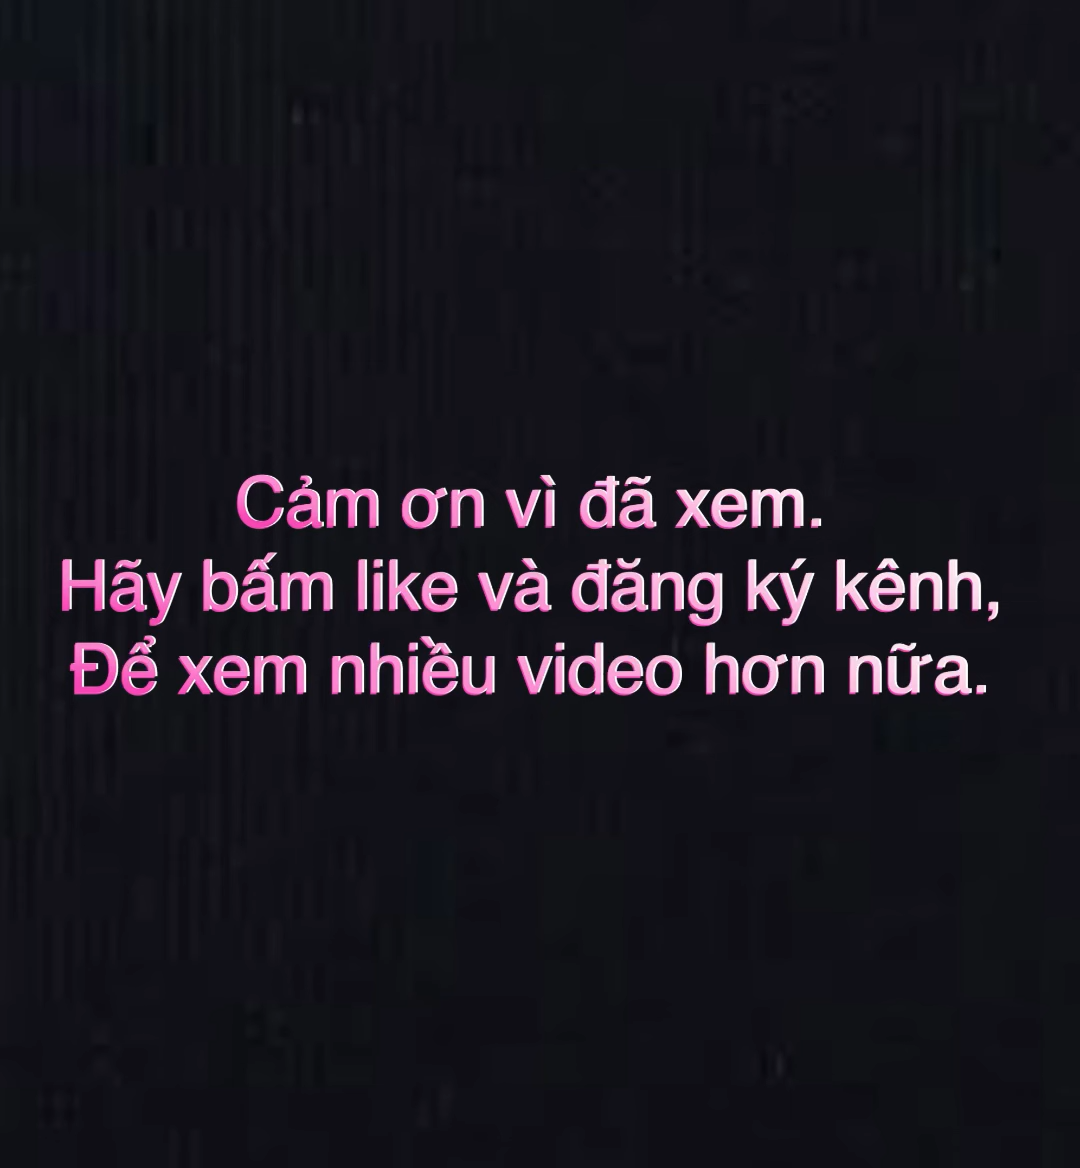 Cảm ơn vì đã xem.
Hãy bấm like và đăng ký kênh,
Để xem nhiều video hơn nữa.